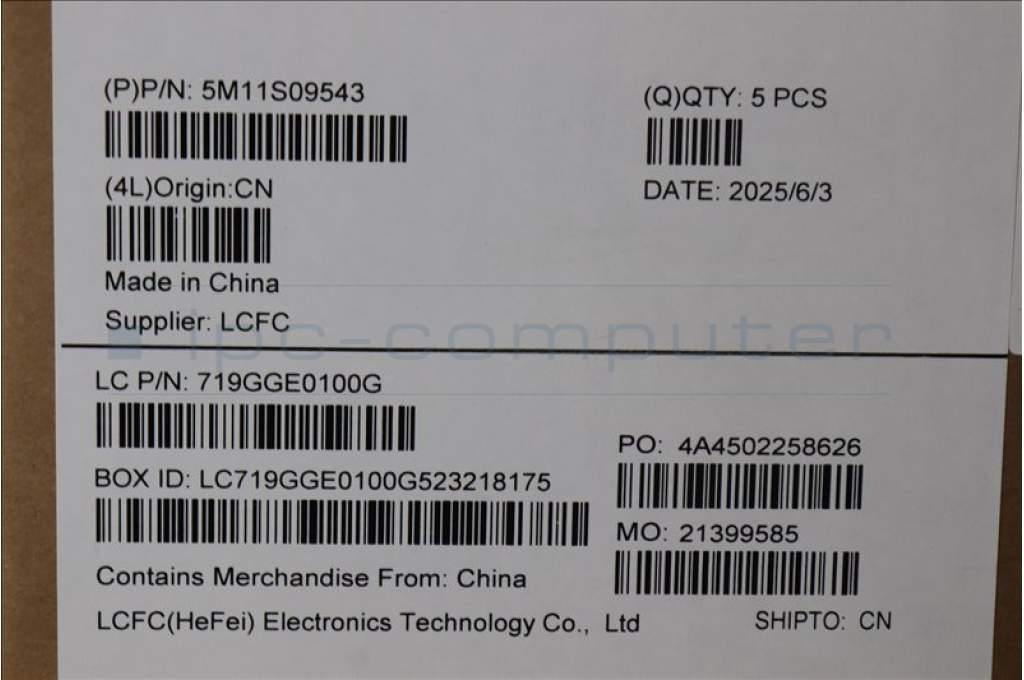 (P)P/N: 5M11S09543
(Q)QTY: 5 PCS
(4L)Origin:CN
DATE: 2025/6/3
Made in China
Supplier: LCFC
ipc-computer
LC P/N: 719GGE0100G
PO: 4A4502258626
BOX ID: LC719GGE0100G523218175
MO: 21399585
Contains Merchandise From: China
LCFC(HeFei) Electronics Technology Co., Ltd
SHIPTO: CN